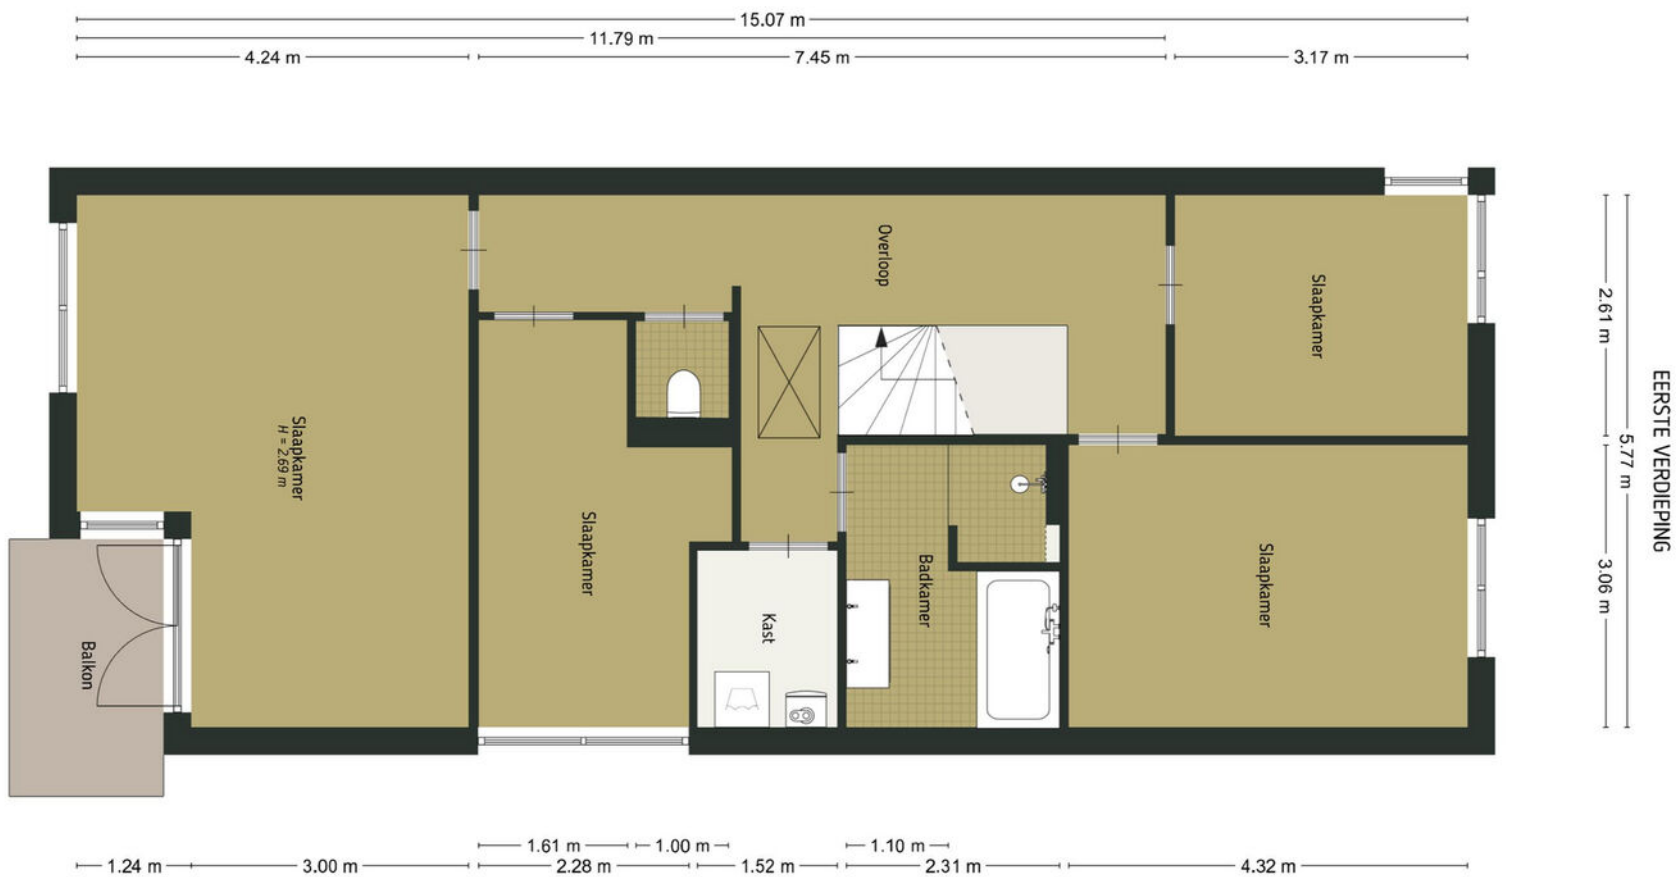 15.07 m
11.79 m
4.24 m
7.45 m
3.17 m
Overloop
Slaapkamer
2.61 m
Slaapkamer
H = 2.69 m
EERSTE VERDIEPING
5.77 m
Slaapkamer
Badkamer
Slaapkamer
3.06 m
Kast
Balkon
1.61 m
1.00 m
1.10 m
1.24 m
3.00 m
2.28 m
1.52 m
2.31 m
4.32 m